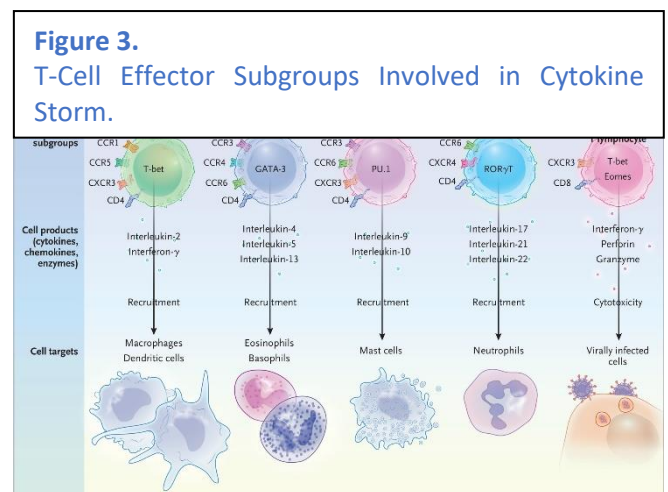 Figure 3.
T-Cell Effector Subgroups Involved in Cytokine
Storm.
subgroups
CCR1
CCR5
CXCR3
CD4
T-bet
CCR3
CCR4
CCR6
CD4
GATA-3
CCR3
CCR6
CXCR3
CD4
PU.1
CCR6
CXCR4
CD4
ROR-γT
lymphocyte
CXCR3
CD8
T-bet
Eomes
Cell products
(cytokines,
chemokines,
enzymes)
Interleukin-2
Interferon-γ
Interleukin-4
Interleukin-5
Interleukin-13
Interleukin-9
Interleukin-10
Interleukin-17
Interleukin-21
Interleukin-22
Interferon-γ
Perforin
Granzyme
Recruitment
Recruitment
Recruitment
Recruitment
Cytotoxicity
Cell targets
Macrophages
Dendritic cells
Eosinophils
Basophils
Mast cells
Neutrophils
Virally infected
cells